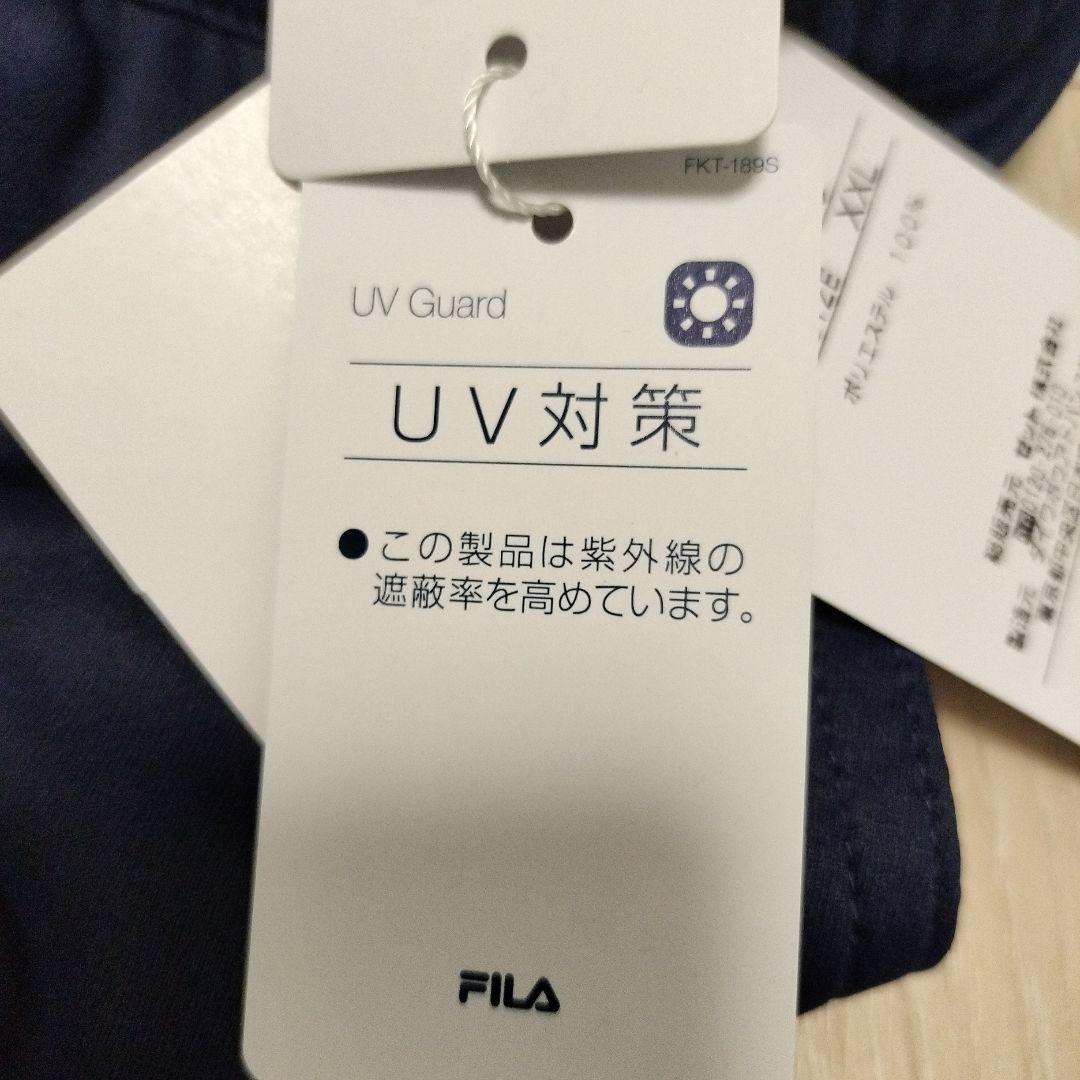 FKT-189S
UV Guard
UV対策
●この製品は紫外線の
遮蔽率を高めています。
FILA
XXL
ポリエステル 100%